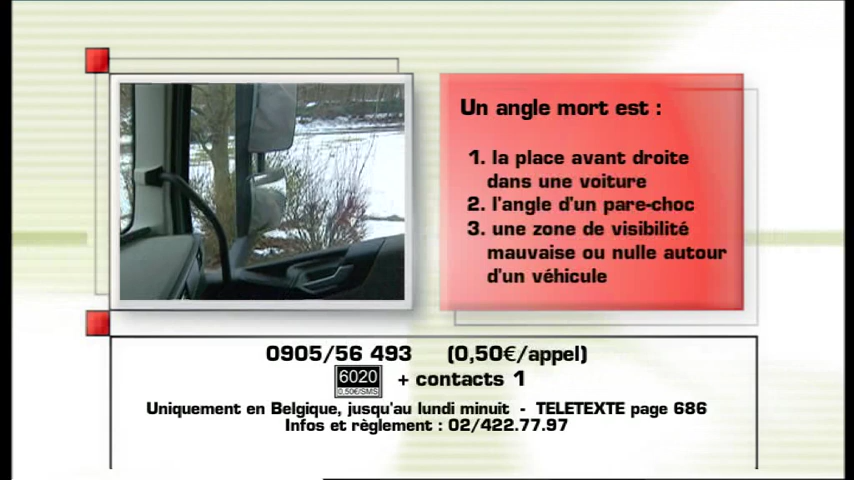 Un angle mort est :
1. la place avant droite
dans une voiture
2. l'angle d'un pare-choc
3. une zone de visibilité
mauvaise ou nulle autour
d'un véhicule
0905/56 493 (0,50€/appel)
6020
0,50€/SMS
+ contacts 1
Uniquement en Belgique, jusqu'au lundi minuit - TELETEXTE page 686
Infos et règlement : 02/422.77.97